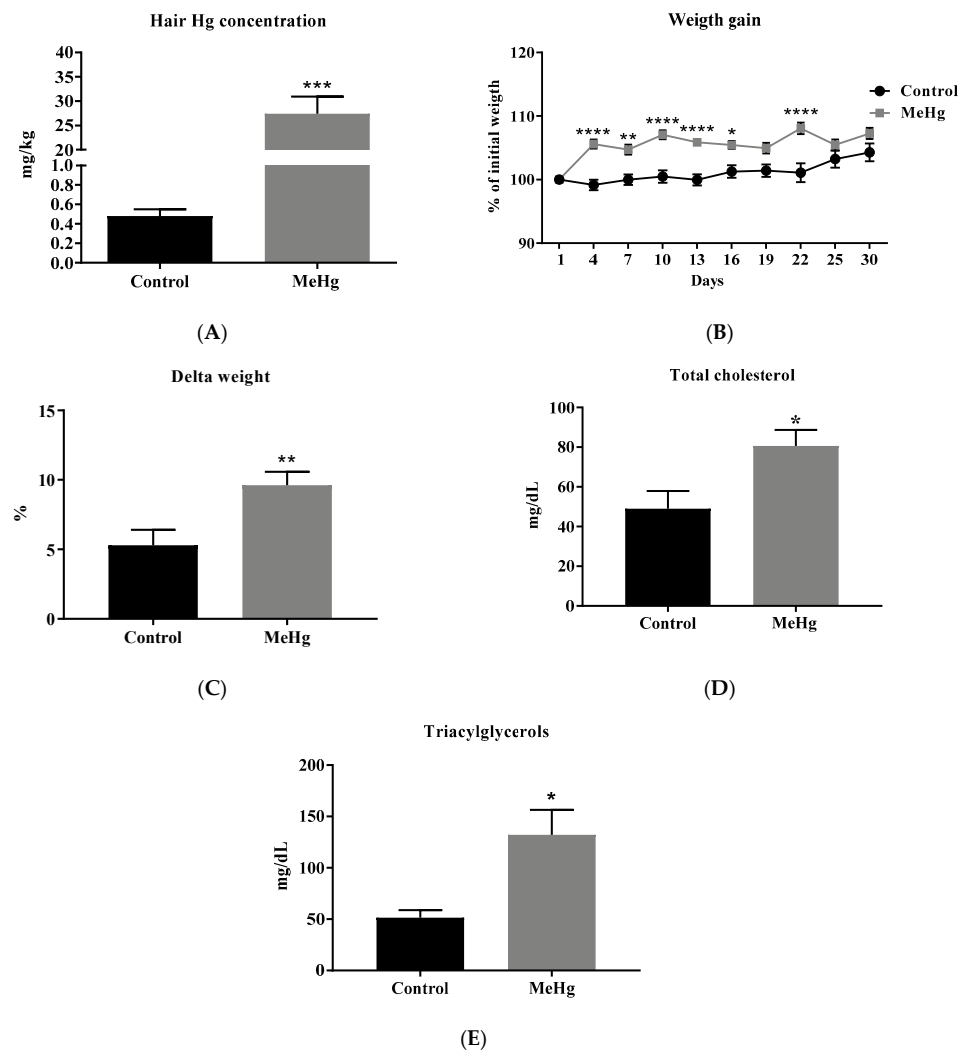 Hair Hg concentration
mg/kg
40
35
30
25
20
1.0
0.8
0.6
0.4
0.2
0.0
***
Control
MeHg
(A)
Weigth gain
% of initial weigth
120
110
100
90
**** ** **** **** * ****
Control
MeHg
1 4 7 10 13 16 19 22 25 30
Days
(B)
Delta weight
%
15
10
5
0
**
Control
MeHg
(C)
Total cholesterol
mg/dL
100
80
60
40
20
0
*
Control
MeHg
(D)
Triacylglycerols
mg/dL
200
150
100
50
0
*
Control
MeHg
(E)